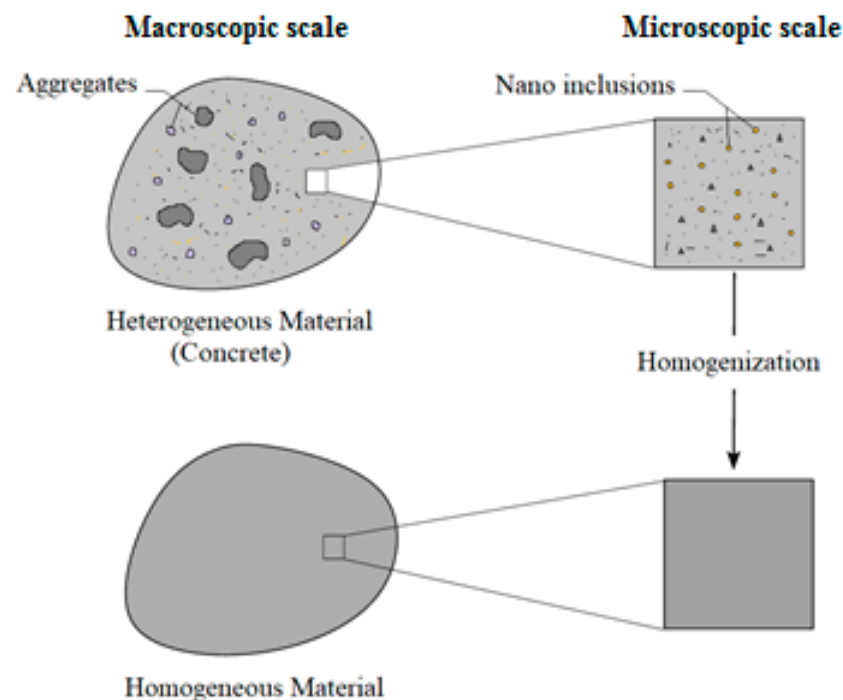 Macroscopic scale
Microscopic scale
Aggregates
Nano inclusions
Heterogeneous Material
(Concrete)
Homogenization
Homogeneous Material